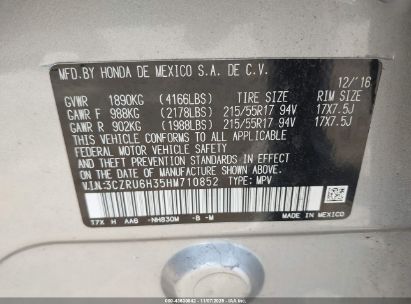 MFD.BY HONDA DE MEXICO S.A. DE C.V.
12/'16
GVWR 1890KG (4166LBS) TIRE SIZE RIM SIZE
GAWR F 988KG (2178LBS) 215/55R17 94V 17X7.5J
GAWR R 902KG (1988LBS) 215/55R17 94V 17X7.5J
THIS VEHICLE CONFORMS TO ALL APPLICABLE
FEDERAL MOTOR VEHICLE SAFETY AND THEFT
PREVENTION STANDARDS IN EFFECT ON THE DATE
OF MANUFACTURE SHOWN ABOVE.
V.I.N:3CZRU6H35HM710852 TYPE: MPV
MADE IN
MEXICO
17X H AA6 -NH830M -B -M